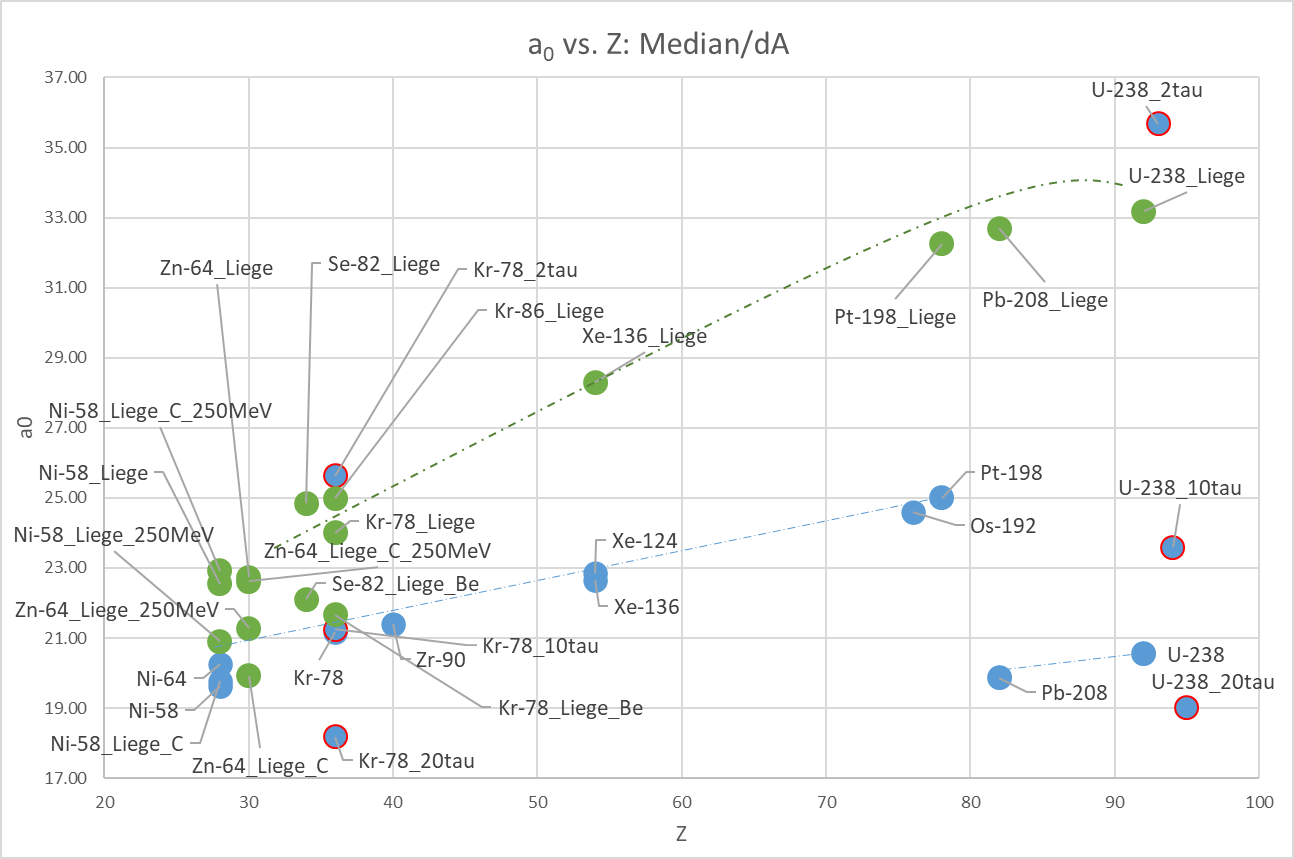 a0 vs. Z: Median/dA
37.00
35.00
33.00
31.00
29.00
27.00
25.00
23.00
21.00
19.00
17.00
a0
20
30
40
50
60
70
80
90
100
Z
U-238_2tau
U-238_Liege
Zn-64_Liege
Se-82_Liege
Kr-78_2tau
Kr-86_Liege
Pb-208_Liege
Pt-198_Liege
Xe-136_Liege
Ni-58_Liege_C_250MeV
Ni-58_Liege
Pt-198
U-238_10tau
Kr-78_Liege
Os-192
Ni-58_Liege_250MeV
Xe-124
Zn-64_Liege_C_250MeV
Se-82_Liege_Be
Xe-136
Zn-64_Liege_250MeV
Kr-78_10tau
U-238
Zr-90
Ni-64
Kr-78
U-238_20tau
Pb-208
Kr-78_Liege_Be
Ni-58
Ni-58_Liege_C
Kr-78_20tau
Zn-64_Liege_C